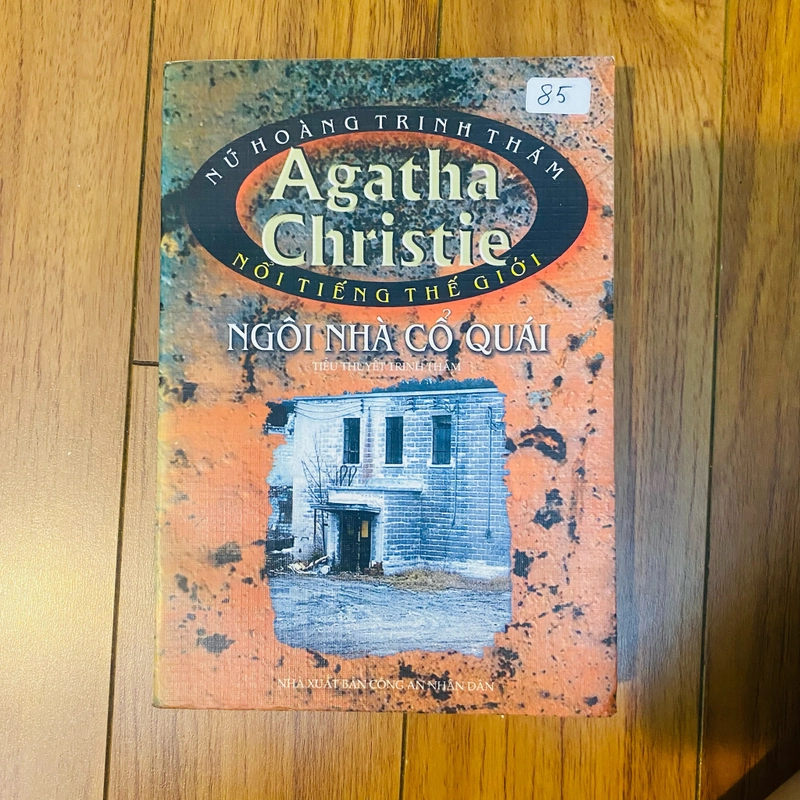 85
NỮ HOÀNG TRINH THÁM
Agatha
Christie
NỔI TIẾNG THẾ GIỚI
NGÔI NHÀ CỔ QUÁI
TIỂU THUYẾT TRINH THÁM
NHÀ XUẤT BẢN CÔNG AN NHÂN DÂN